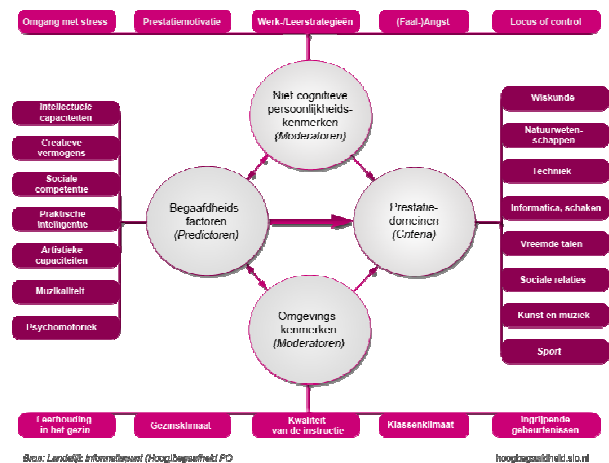 Omgang met stress
Prestatiemotivatie
Werk-/Leerstrategieën
(Faal-)Angst
Locus of control
Niet cognitieve
persoonlijkheids-
kenmerken
(Moderatoren)
Intellectuele
capaciteiten
Creatieve
vermogens
Sociale
competentie
Praktische
intelligentie
Artistieke
capaciteiten
Muzikaliteit
Psychomotoriek
Begaafdheids
factoren
(Predictoren)
Prestatie-
domeinen
(Criteria)
Wiskunde
Natuurweten-
schappen
Techniek
Informatica, schaken
Vreemde talen
Sociale relaties
Kunst en muziek
Sport
Omgevings
kenmerken
(Moderatoren)
Leerhouding
in het gezin
Gezinsklimaat
Kwaliteit
van de instructie
Klassenklimaat
Ingrijpende
gebeurtenissen
Bron: Landelijk Informatiepunt (Hoog)begaafdheid PO
hoogbegaafdheid.slo.nl